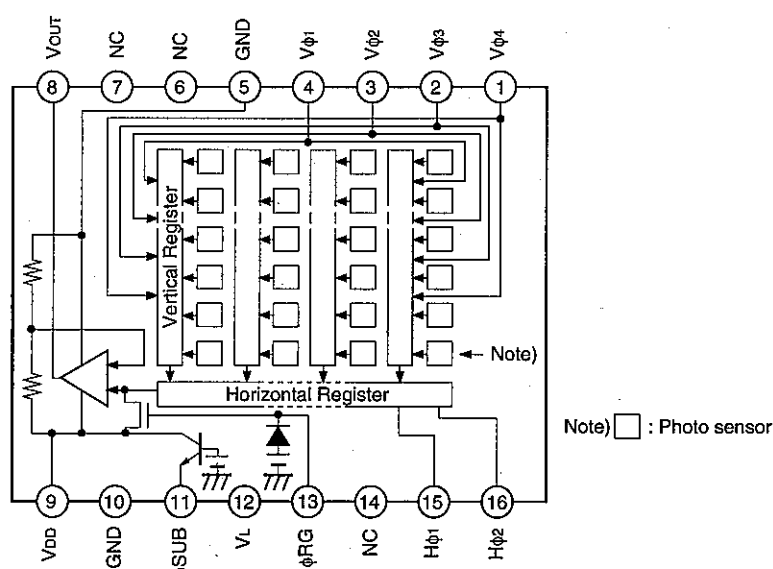 VOUT NC NC GND Vφ1 Vφ2 Vφ3 Vφ4
8 7 6 5 4 3 2 1
Vertical Register
Note)
Horizontal Register
Note) : Photo sensor
9 10 11 12 13 14 15 16
VDD GND φSUB VL φRG NC Hφ1 Hφ2